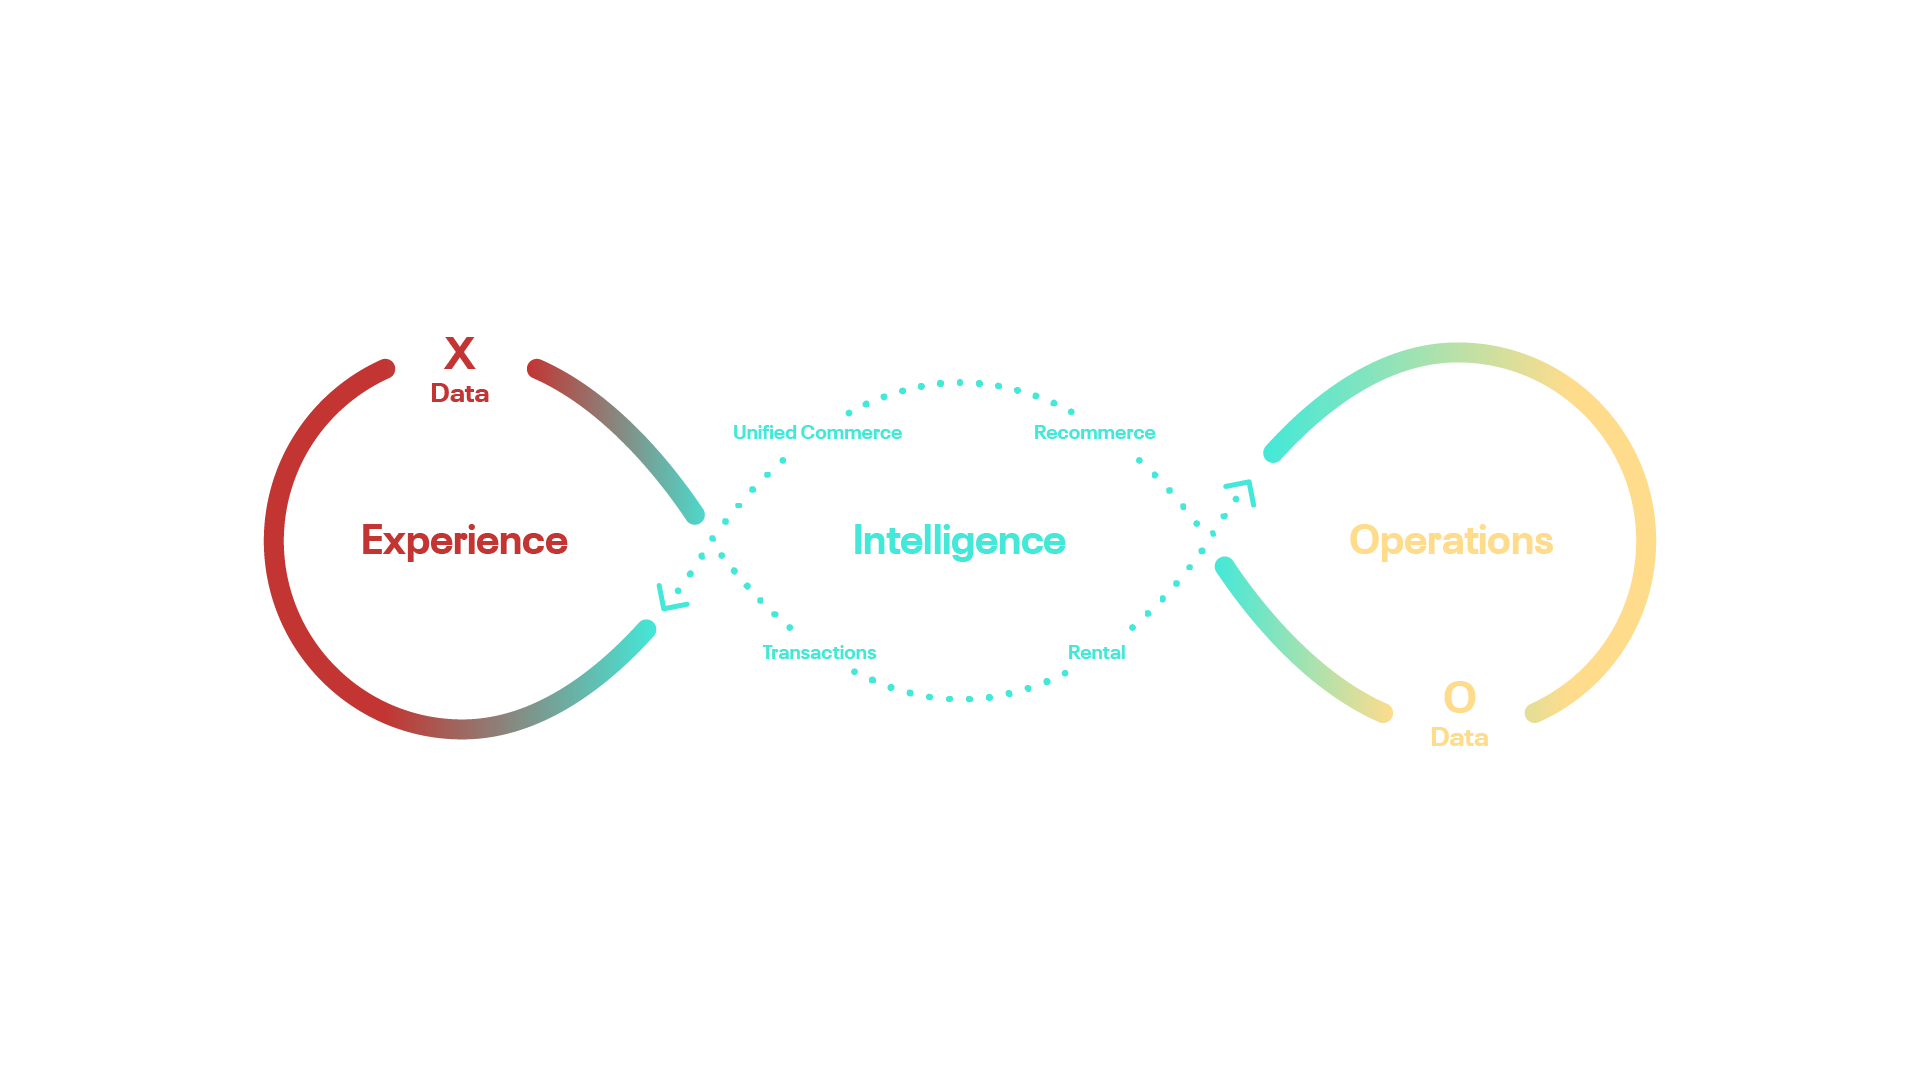 X
Data
Unified Commerce
Recommerce
Experience
Intelligence
Operations
Transactions
Rental
O
Data